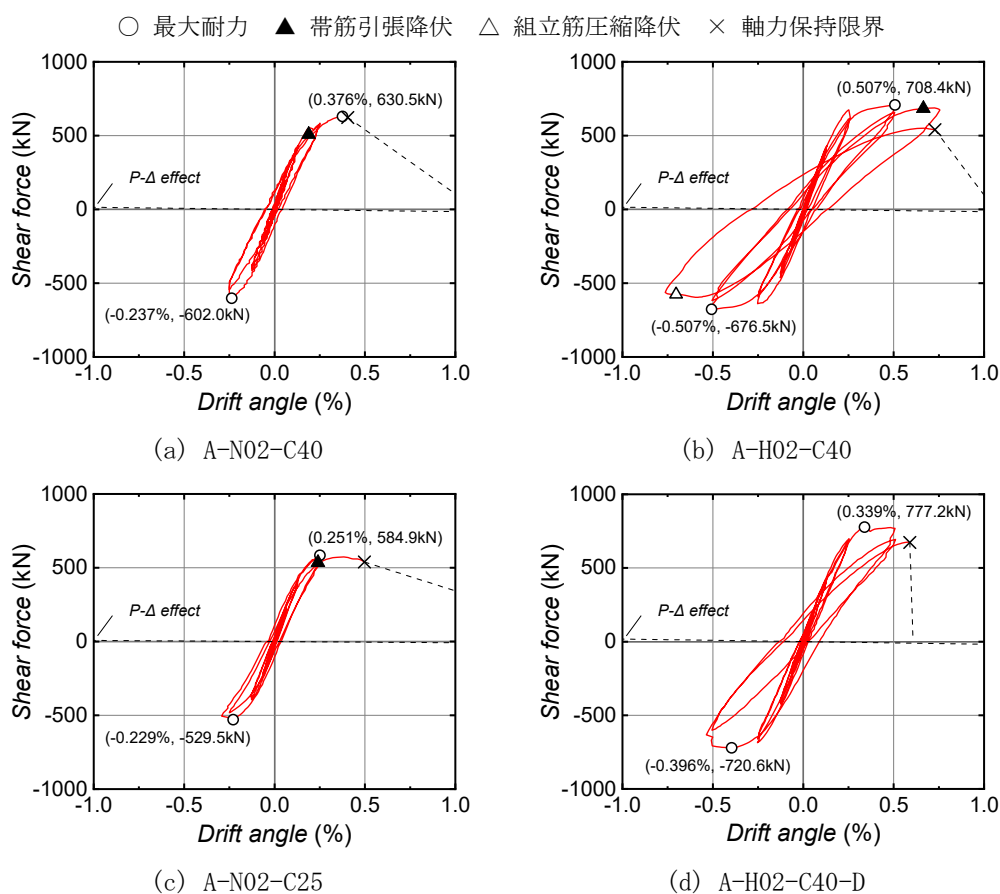 ○ 最大耐力 ▲ 帯筋引張降伏 △ 組立筋圧縮降伏 × 軸力保持限界
1000
500
0
-500
-1000
-1.0 -0.5 0.0 0.5 1.0
Shear force (kN)
Drift angle (%)
(0.376%, 630.5kN)
P-Δ effect
(-0.237%, -602.0kN)
(a) A-N02-C40
1000
500
0
-500
-1000
-1.0 -0.5 0.0 0.5 1.0
Shear force (kN)
Drift angle (%)
(0.507%, 708.4kN)
P-Δ effect
(-0.507%, -676.5kN)
(b) A-H02-C40
1000
500
0
-500
-1000
-1.0 -0.5 0.0 0.5 1.0
Shear force (kN)
Drift angle (%)
(0.251%, 584.9kN)
P-Δ effect
(-0.229%, -529.5kN)
(c) A-N02-C25
1000
500
0
-500
-1000
-1.0 -0.5 0.0 0.5 1.0
Shear force (kN)
Drift angle (%)
(0.339%, 777.2kN)
P-Δ effect
(-0.396%, -720.6kN)
(d) A-H02-C40-D